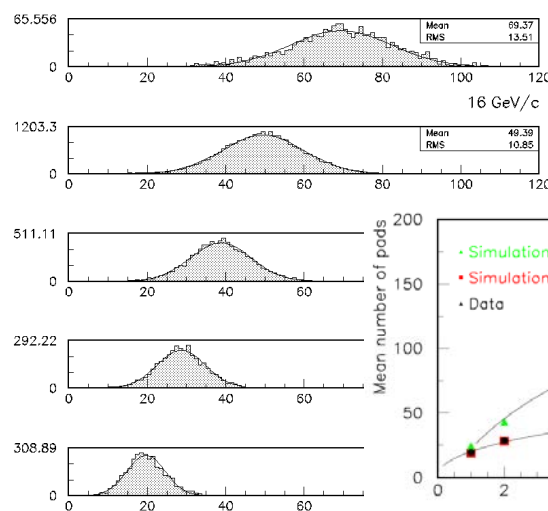 65.556
Mean 69.37
RMS 13.51
0
0 20 40 60 80 100 120
16 GeV/c
1203.3
Mean 49.39
RMS 10.85
0
0 20 40 60 80 100 120
511.11
0
0 20 40 60
292.22
0
0 20 40 60
308.89
0
0 20 40 60
200
150
100
50
0
0 2
Mean number of pads
Simulation
Simulation
Data